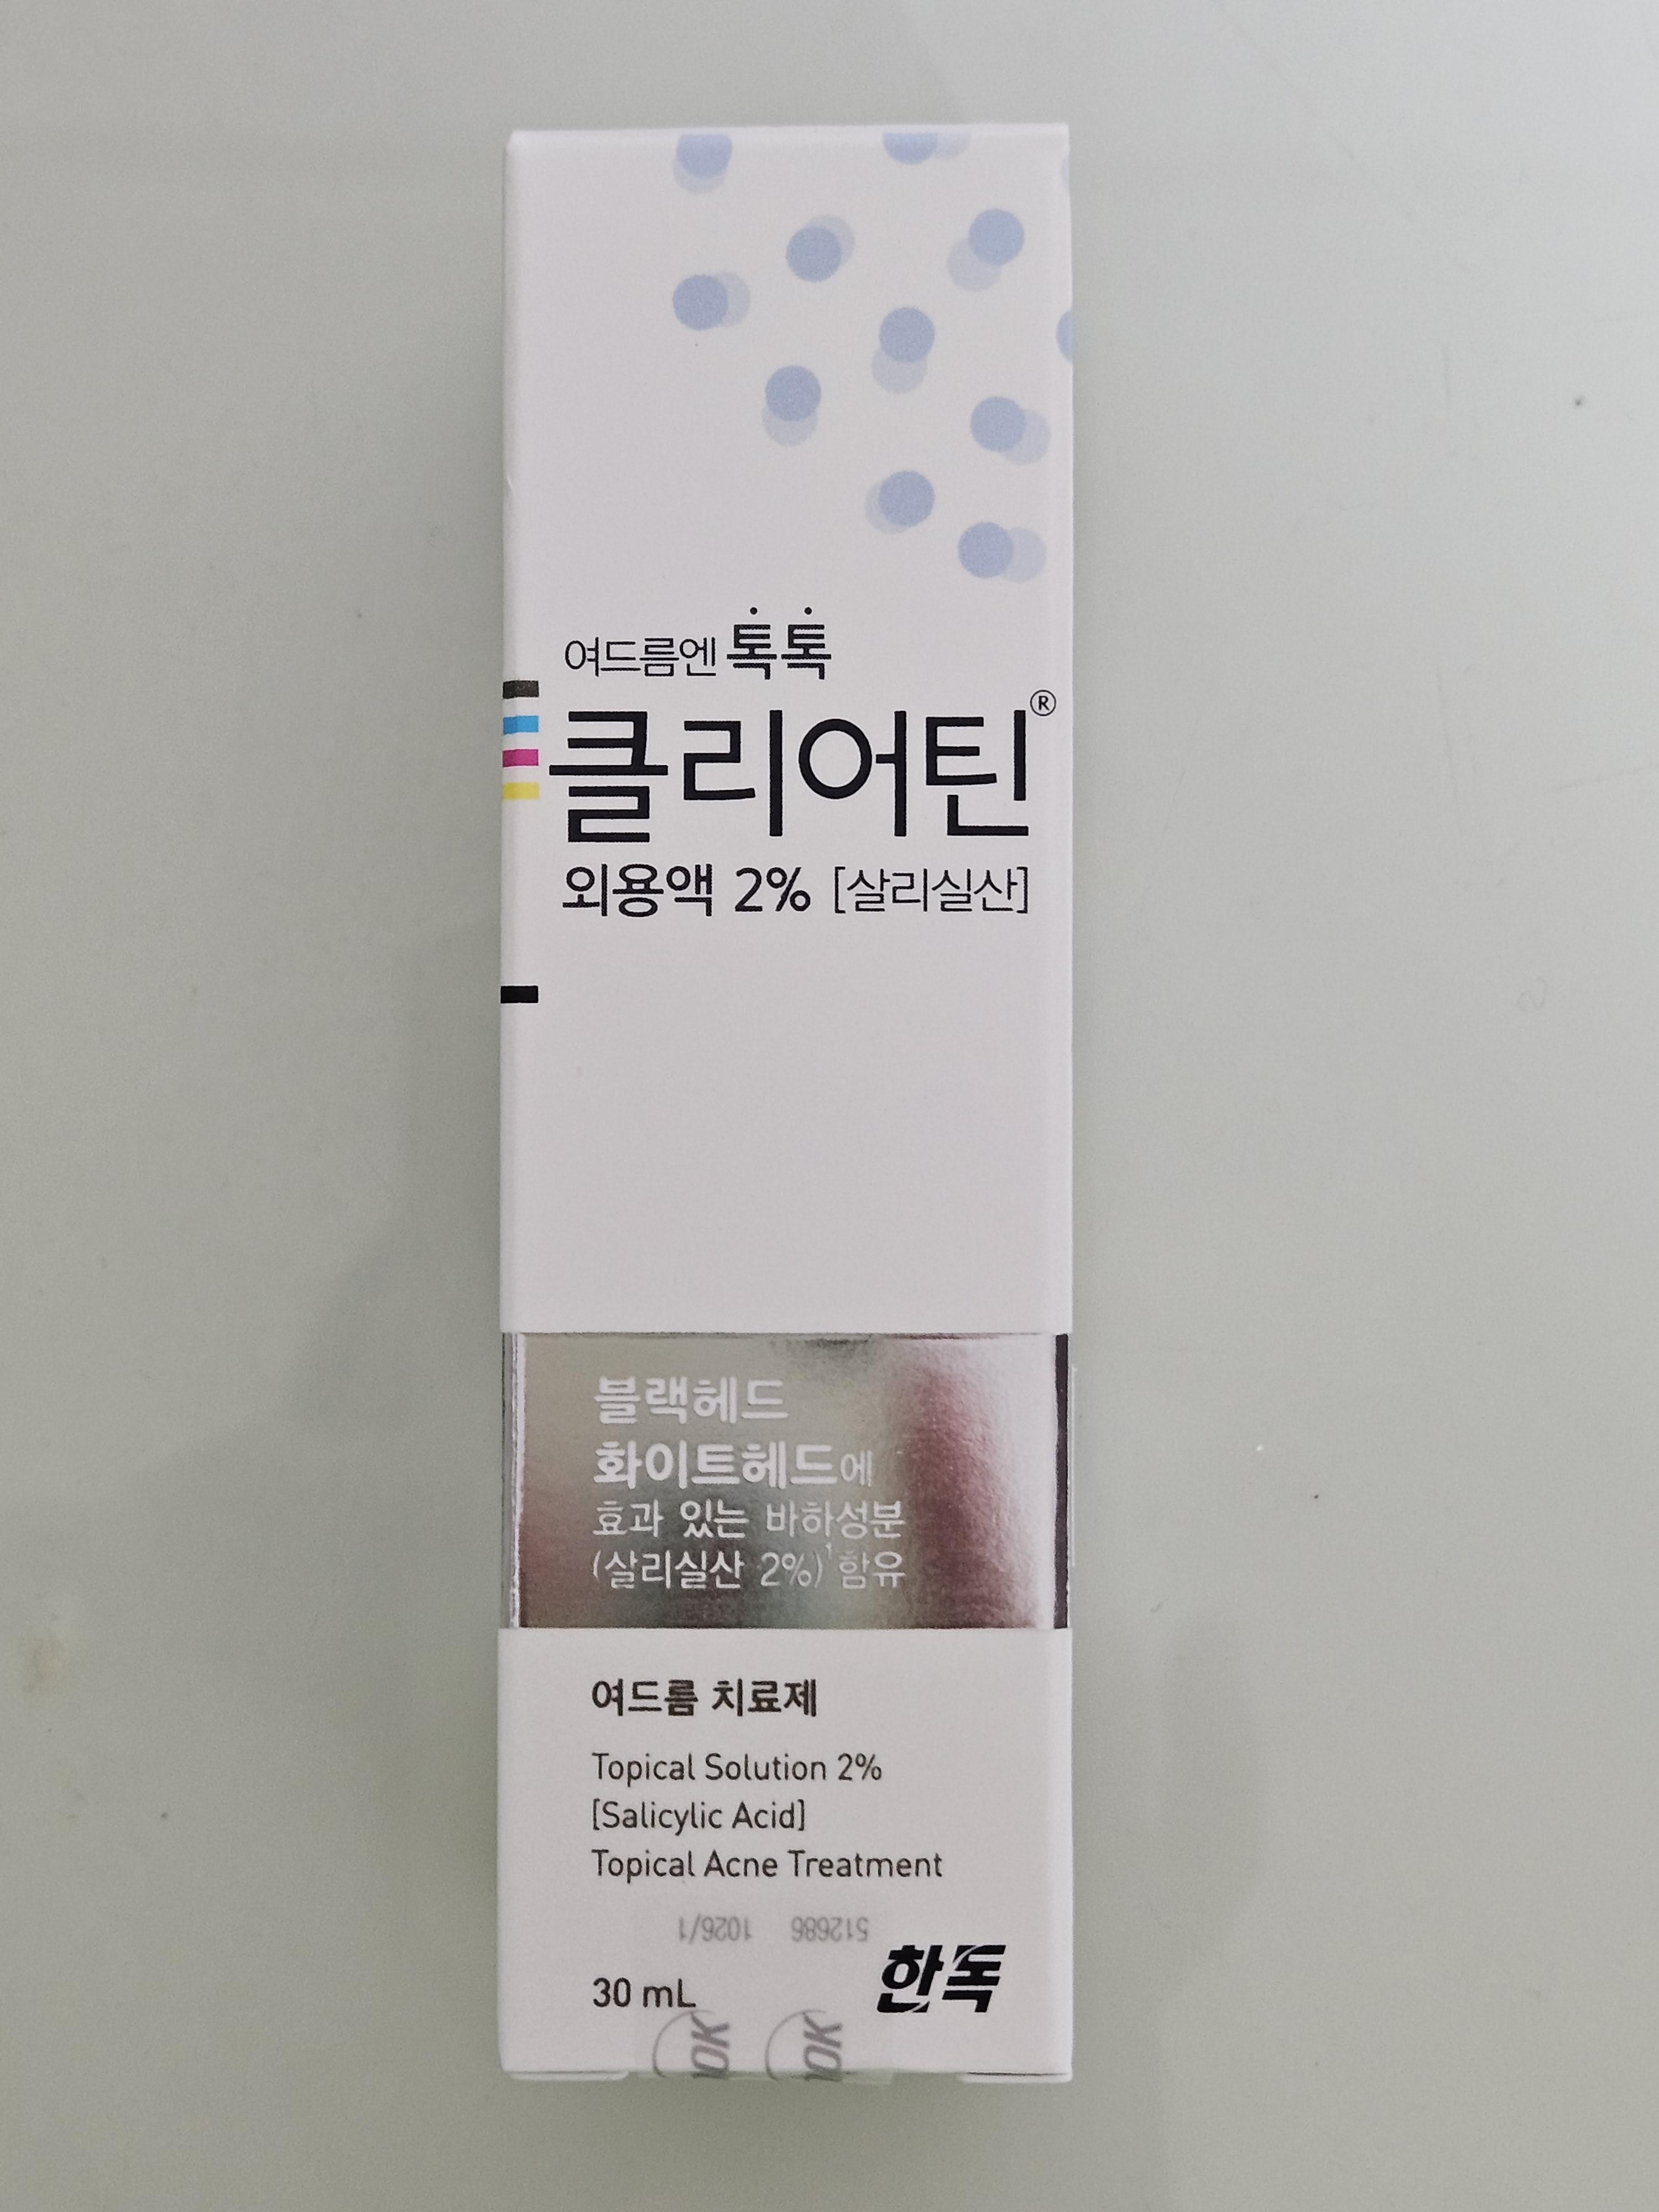 여드름엔 톡톡
클리어틴®
외용액 2% [살리실산]
블랙헤드
화이트헤드에
효과 있는 바하성분
(살리실산 2%)¹ 함유
여드름 치료제
Topical Solution 2%
[Salicylic Acid]
Topical Acne Treatment
1026/1 512686
30 mL
한독